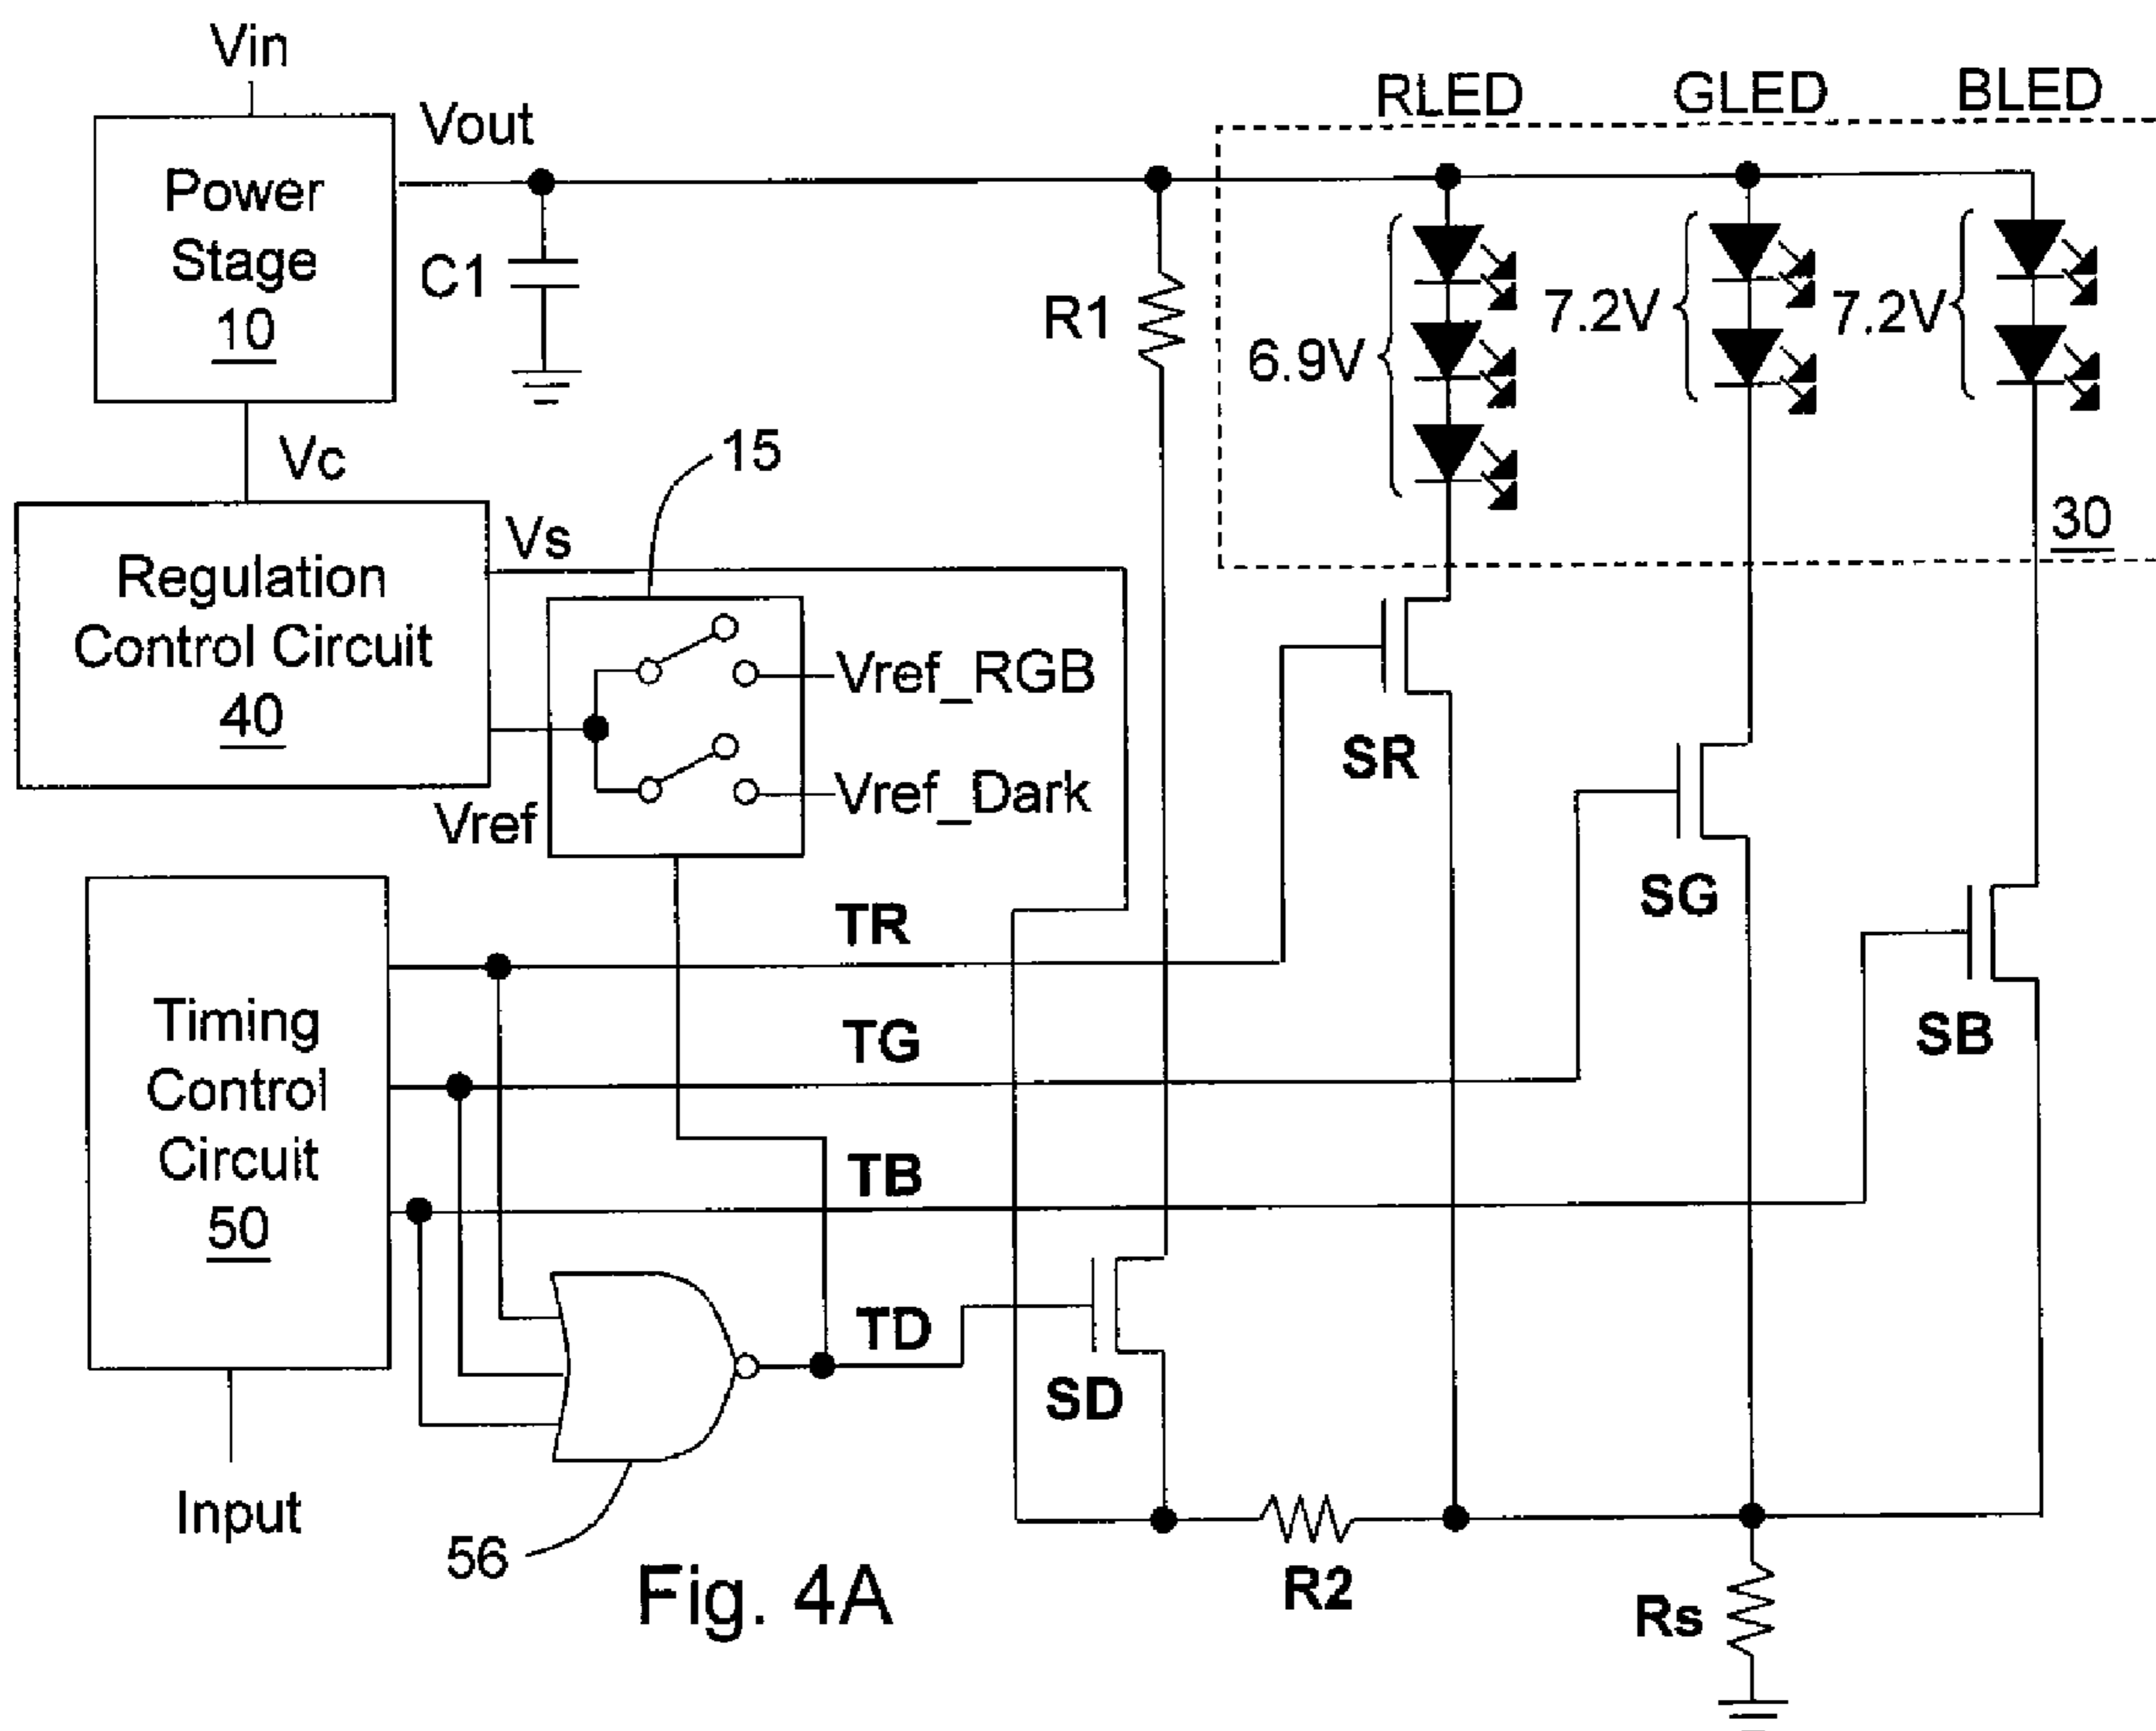 Vin
Vout
Power
Stage
10
C1
R1
RLED
GLED
BLED
6.9V
7.2V
7.2V
30
Vc
15
Vs
Regulation
Control Circuit
40
Vref_RGB
Vref_Dark
Vref
SR
SG
SB
Timing
Control
Circuit
50
TR
TG
TB
TD
SD
Input
56
R2
Rs
Fig. 4A